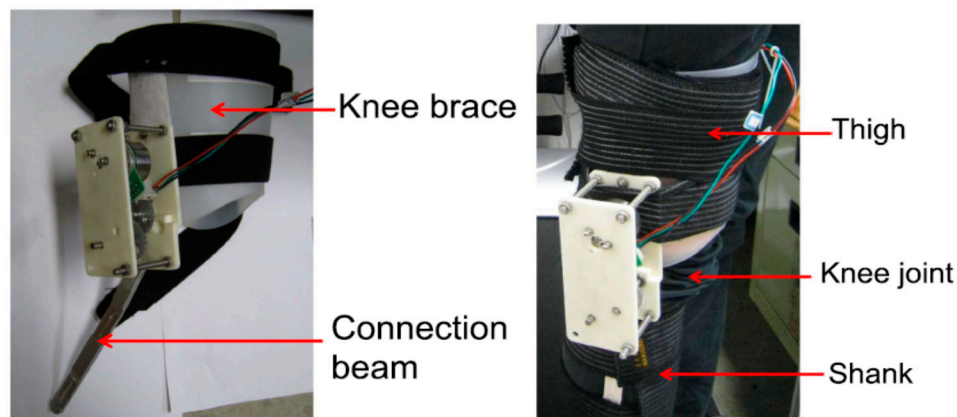 Knee brace
Connection
beam
Thigh
Knee joint
Shank